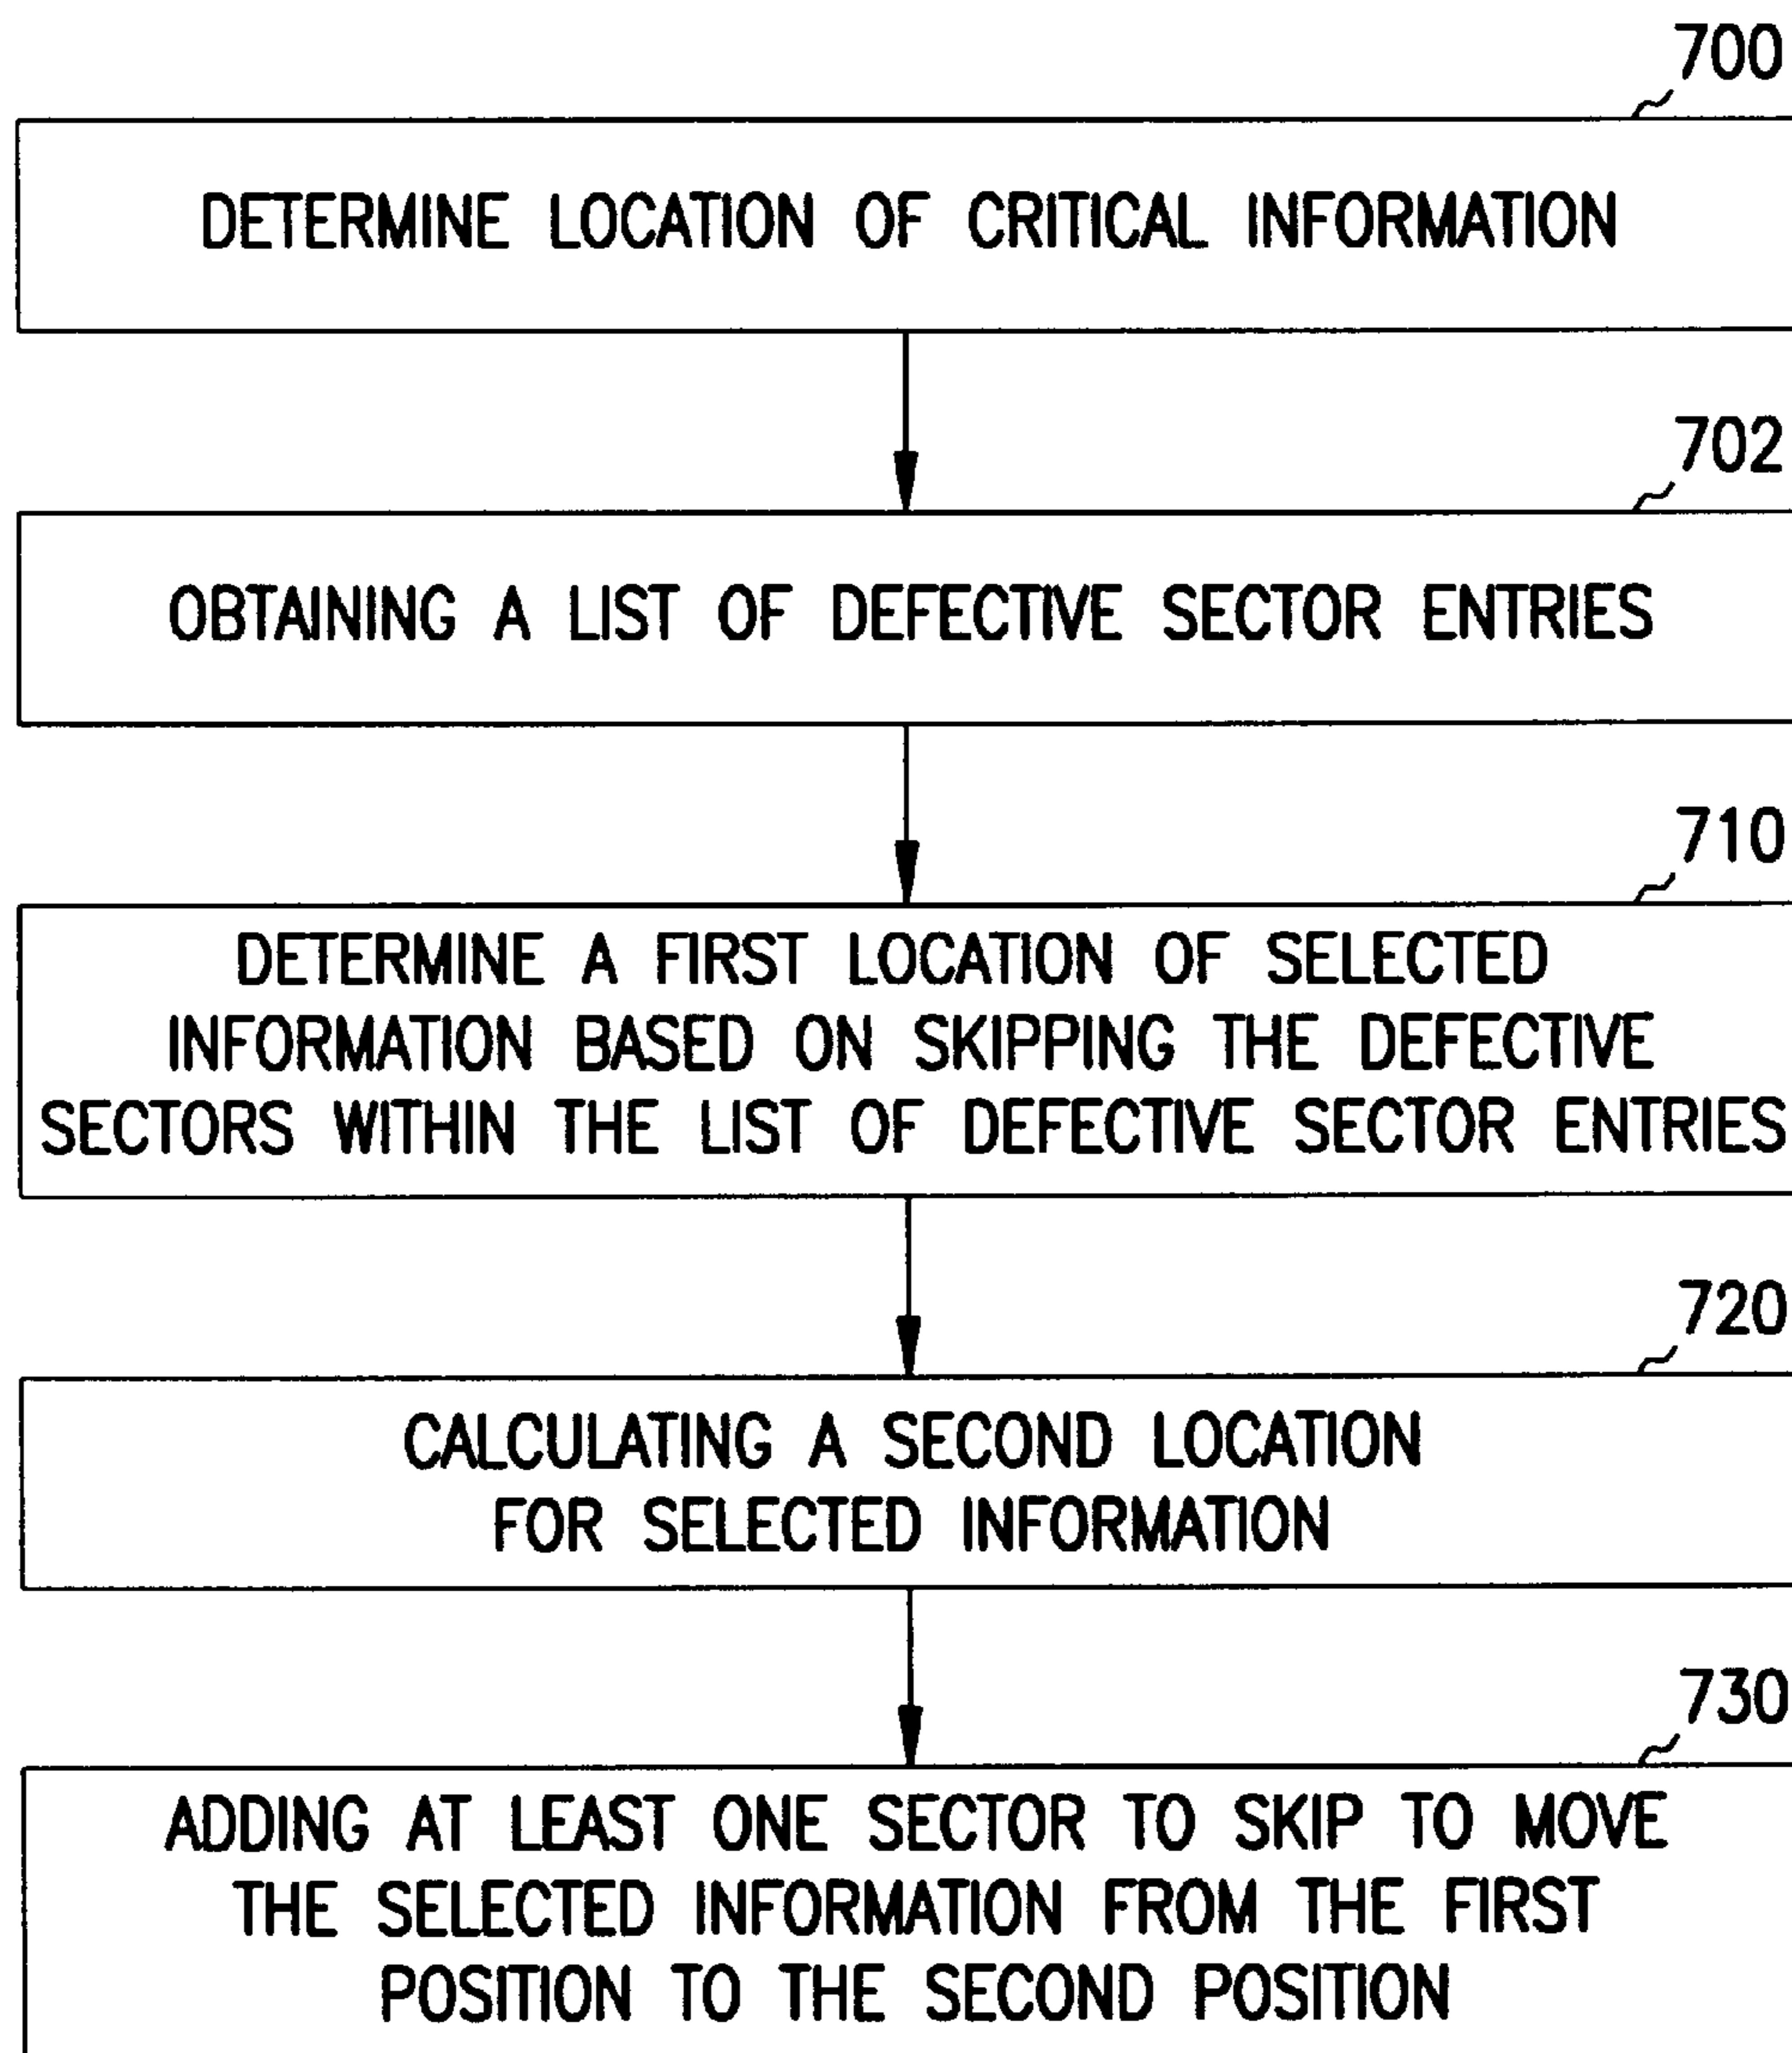 700
DETERMINE LOCATION OF CRITICAL INFORMATION
702
OBTAINING A LIST OF DEFECTIVE SECTOR ENTRIES
710
DETERMINE A FIRST LOCATION OF SELECTED
INFORMATION BASED ON SKIPPING THE DEFECTIVE
SECTORS WITHIN THE LIST OF DEFECTIVE SECTOR ENTRIES
720
CALCULATING A SECOND LOCATION
FOR SELECTED INFORMATION
730
ADDING AT LEAST ONE SECTOR TO SKIP TO MOVE
THE SELECTED INFORMATION FROM THE FIRST
POSITION TO THE SECOND POSITION